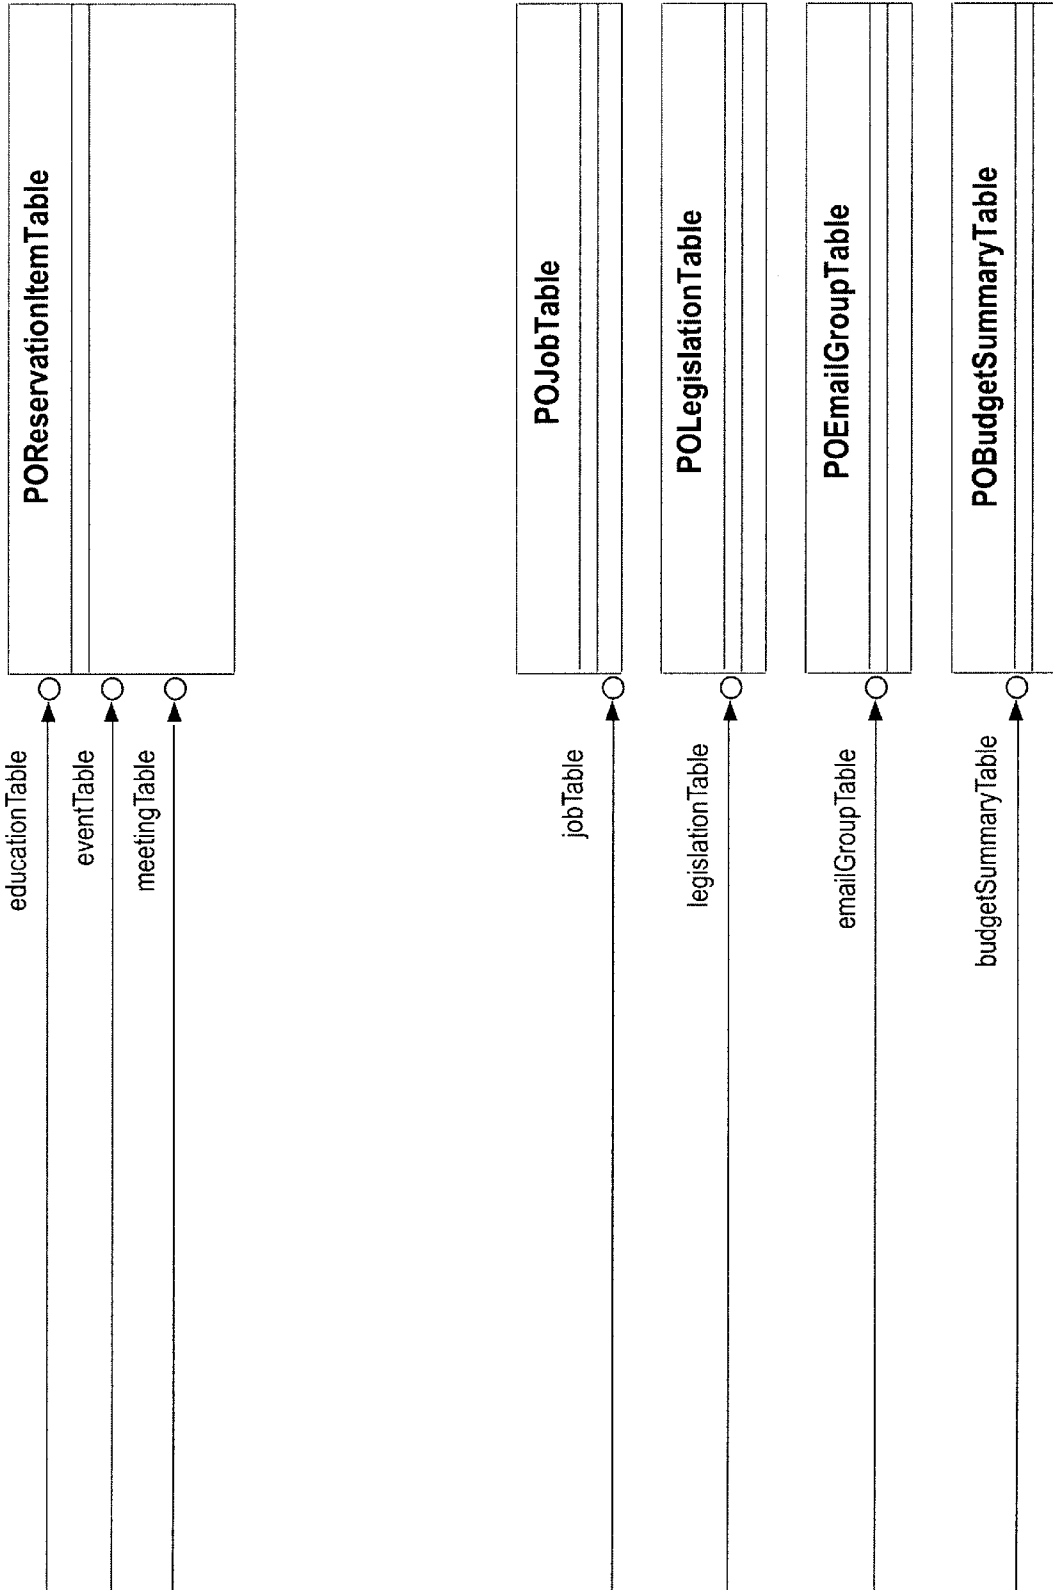 POReservationItemTable
educationTable
eventTable
meetingTable
POJobTable
jobTable
POLegislationTable
legislationTable
POEmailGroupTable
emailGroupTable
POBudgetSummaryTable
budgetSummaryTable